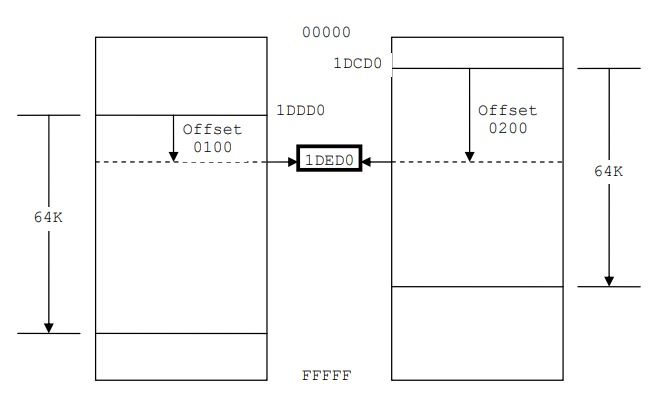 00000
1DCD0
1DDD0
Offset
0100
Offset
0200
1DED0
64K
64K
FFFFF